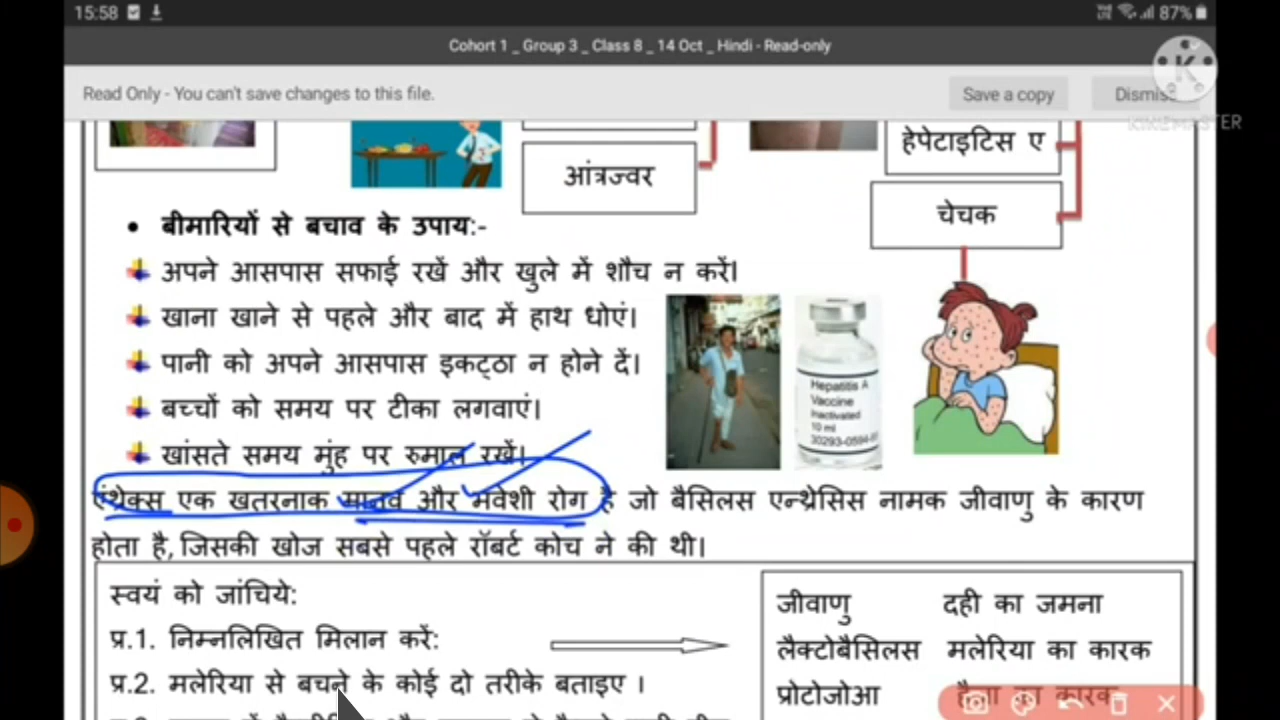 15:58
87%
Cohort 1 _ Group 3 _ Class 8 _ 14 Oct _ Hindi - Read-only
Read Only - You can't save changes to this file.
Save a copy
Dismiss
KINEMASTER
हेपेटाइटिस ए
आंत्रज्वर
चेचक
• बीमारियों से बचाव के उपाय:-
अपने आसपास सफाई रखें और खुले में शौच न करें।
खाना खाने से पहले और बाद में हाथ धोएं।
पानी को अपने आसपास इकट्ठा न होने दें।
बच्चों को समय पर टीका लगवाएं।
खांसते समय मुंह पर रुमाल रखें।
Hepatitis A
Vaccine
Inactivated
10 ml
एंथ्रेक्स एक खतरनाक मानव और मवेशी रोग है जो बैसिलस एन्थ्रेसिस नामक जीवाणु के कारण
होता है, जिसकी खोज सबसे पहले रॉबर्ट कोच ने की थी।
स्वयं को जांचिये:
प्र.1. निम्नलिखित मिलान करें:
प्र.2. मलेरिया से बचने के कोई दो तरीके बताइए ।
जीवाणु दही का जमना
लैक्टोबैसिलस मलेरिया का कारक
प्रोटोजोआ हैजा का कारक